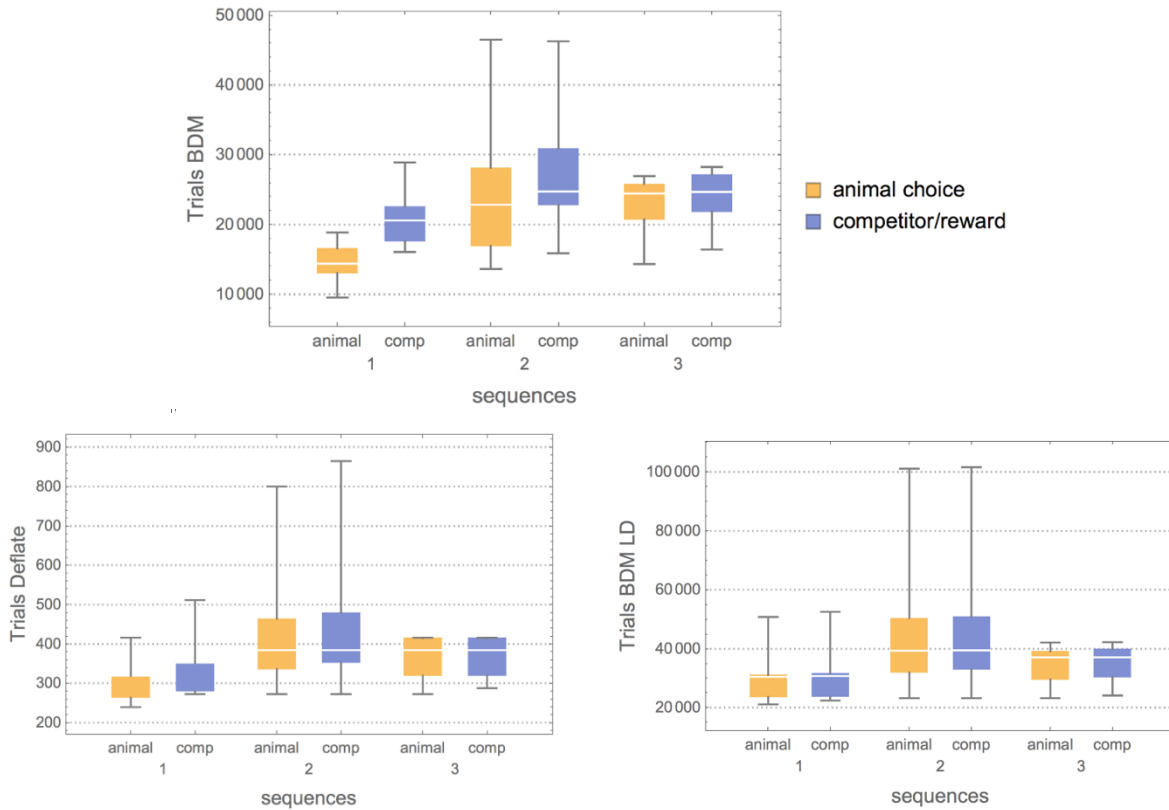 50 000
40 000
30 000
20 000
10 000
Trials BDM
animal comp animal comp animal comp
1 2 3
sequences
animal choice
competitor/reward
900
800
700
600
500
400
300
200
Trials Deflate
animal comp animal comp animal comp
1 2 3
sequences
100 000
80 000
60 000
40 000
20 000
Trials BDM LD
animal comp animal comp animal comp
1 2 3
sequences